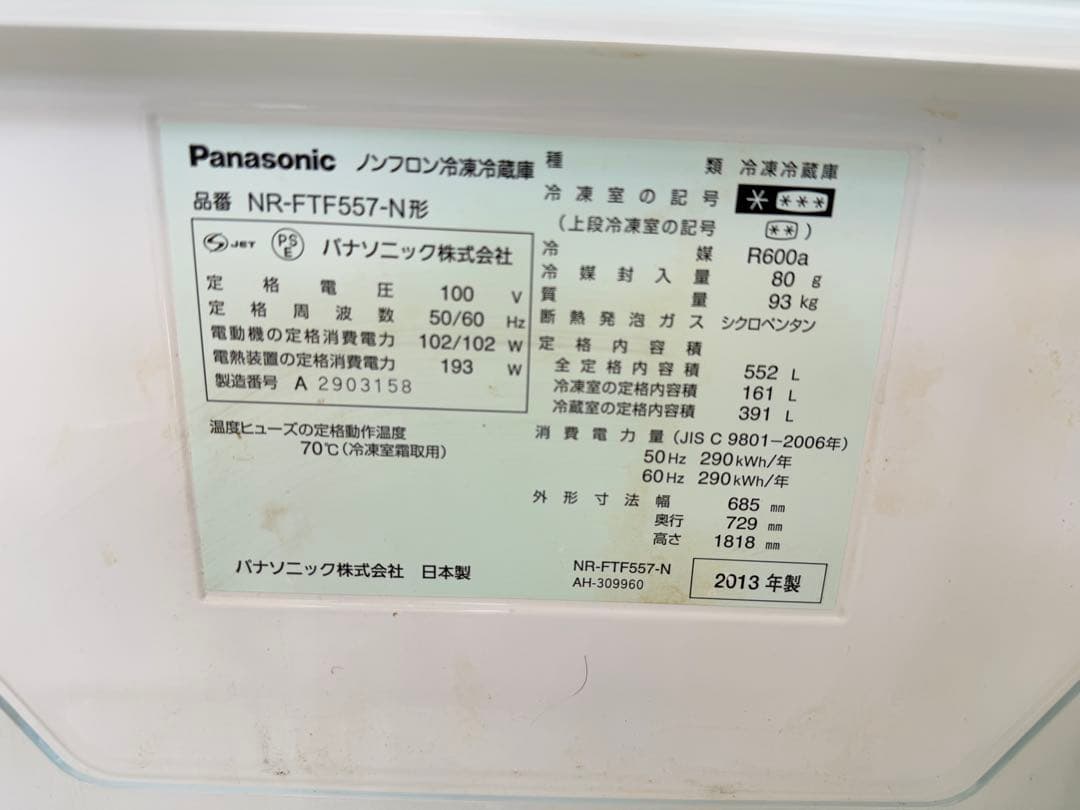 Panasonic ノンフロン冷凍冷蔵庫
品番 NR-FTF557-N形
S JET PSE パナソニック株式会社
定格電圧 100 V
定格周波数 50/60 Hz
電動機の定格消費電力 102/102 W
電熱装置の定格消費電力 193 W
製造番号 A 2903158
温度ヒューズの定格動作温度
70℃(冷凍室霜取用)
パナソニック株式会社 日本製
種類 冷凍冷蔵庫
冷凍室の記号 * ***
(上段冷凍室の記号 ** )
冷媒 R600a
冷媒封入量 80 g
質量 93 kg
断熱発泡ガス シクロペンタン
定格内容積
全定格内容積 552 L
冷凍室の定格内容積 161 L
冷蔵室の定格内容積 391 L
消費電力量 (JIS C 9801-2006年)
50Hz 290kWh/年
60Hz 290kWh/年
外形寸法 幅 685 mm
奥行 729 mm
高さ 1818 mm
NR-FTF557-N
AH-309960
2013年製